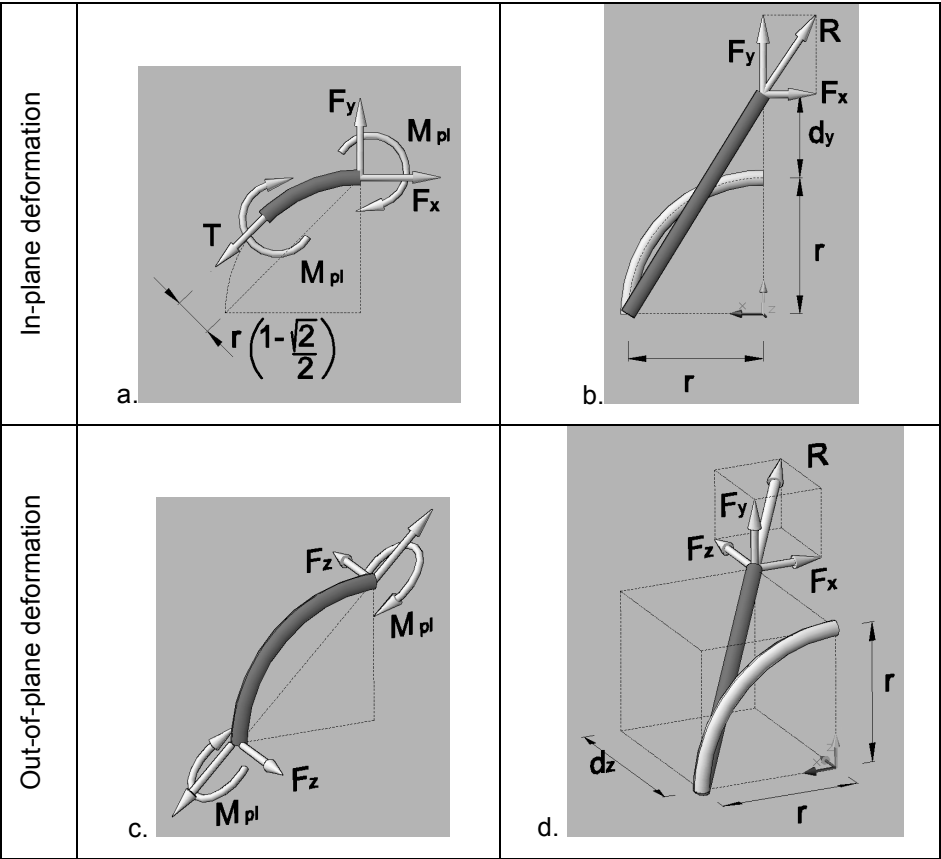 In-plane deformation
Fy
Mpl
Fx
T
Mpl
r(1-√2/2)
a.
R
Fy
Fx
dy
r
x
z
r
b.
Out-of-plane deformation
Fz
Mpl
Fz
Mpl
c.
R
Fy
Fz
Fx
r
dz
r
d.